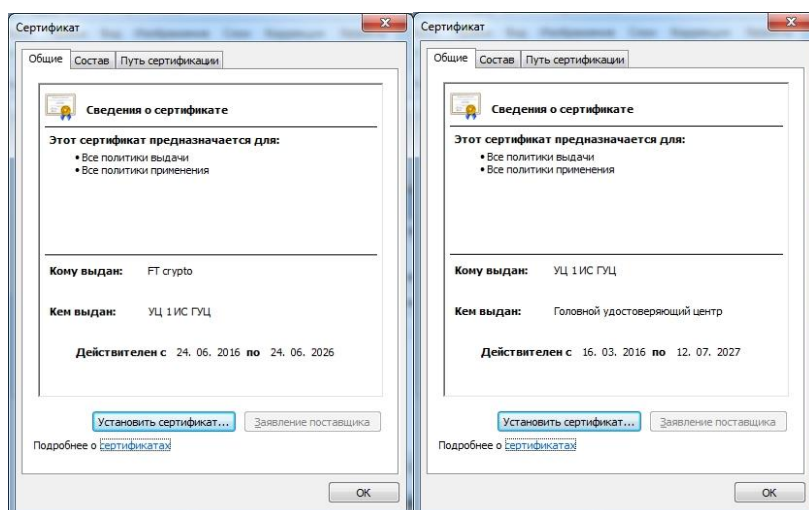 Сертификат
Общие Состав Путь сертификации
Сведения о сертификате
Этот сертификат предназначается для:
• Все политики выдачи
• Все политики применения
Кому выдан: FT crypto
Кем выдан: УЦ 1 ИС ГУЦ
Действителен с 24. 06. 2016 по 24. 06. 2026
Установить сертификат... Заявление поставщика
Подробнее о сертификатах
OK
Сертификат
Общие Состав Путь сертификации
Сведения о сертификате
Этот сертификат предназначается для:
• Все политики выдачи
• Все политики применения
Кому выдан: УЦ 1 ИС ГУЦ
Кем выдан: Головной удостоверяющий центр
Действителен с 16. 03. 2016 по 12. 07. 2027
Установить сертификат... Заявление поставщика
Подробнее о сертификатах
OK